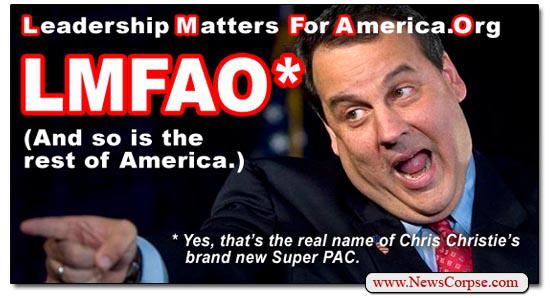 Leadership Matters For America.Org
LMFAO*
(And so is the
rest of America.)
* Yes, that's the real name of Chris Christie's
brand new Super PAC.
www.NewsCorpse.com